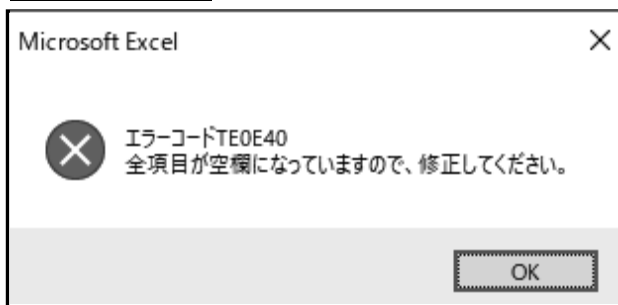 Microsoft Excel
エラーコードTE0E40
全項目が空欄になっていますので、修正してください。
OK